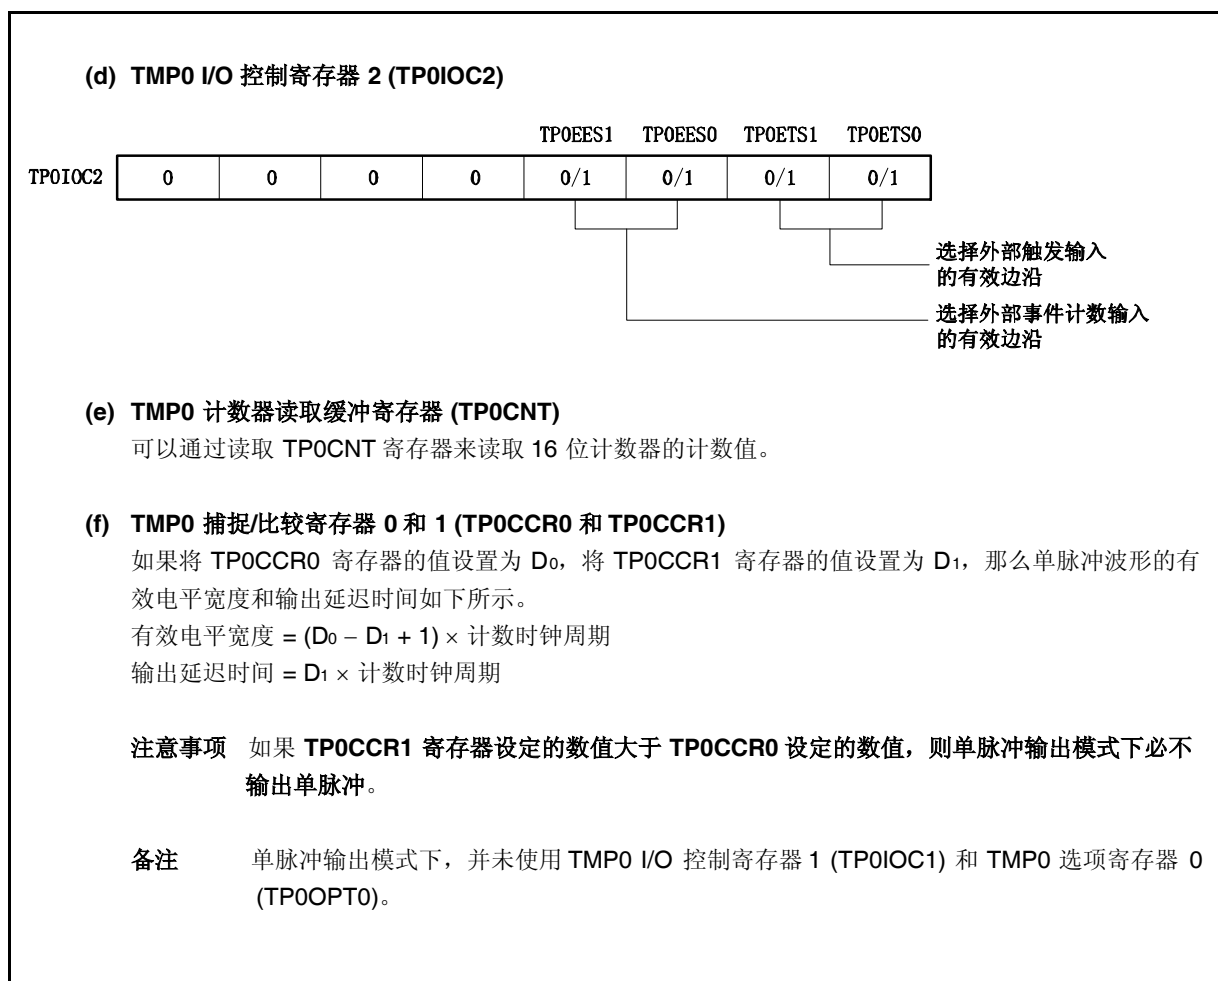 (d) TMP0 I/O 控制寄存器 2 (TP0IOC2)
TP0EES1 TP0EES0 TP0ETS1 TP0ETS0
TP0IOC2 0 0 0 0 0/1 0/1 0/1 0/1
选择外部触发输入
的有效边沿
选择外部事件计数输入
的有效边沿
(e) TMP0 计数器读取缓冲寄存器 (TP0CNT)
可以通过读取 TP0CNT 寄存器来读取 16 位计数器的计数值。
(f) TMP0 捕捉/比较寄存器 0 和 1 (TP0CCR0 和 TP0CCR1)
如果将 TP0CCR0 寄存器的值设置为 D0，将 TP0CCR1 寄存器的值设置为 D1，那么单脉冲波形的有
效电平宽度和输出延迟时间如下所示。
有效电平宽度 = (D0 − D1 + 1) × 计数时钟周期
输出延迟时间 = D1 × 计数时钟周期
注意事项 如果 TP0CCR1 寄存器设定的数值大于 TP0CCR0 设定的数值，则单脉冲输出模式下必不
输出单脉冲。
备注 单脉冲输出模式下，并未使用 TMP0 I/O 控制寄存器 1 (TP0IOC1) 和 TMP0 选项寄存器 0
(TP0OPT0)。